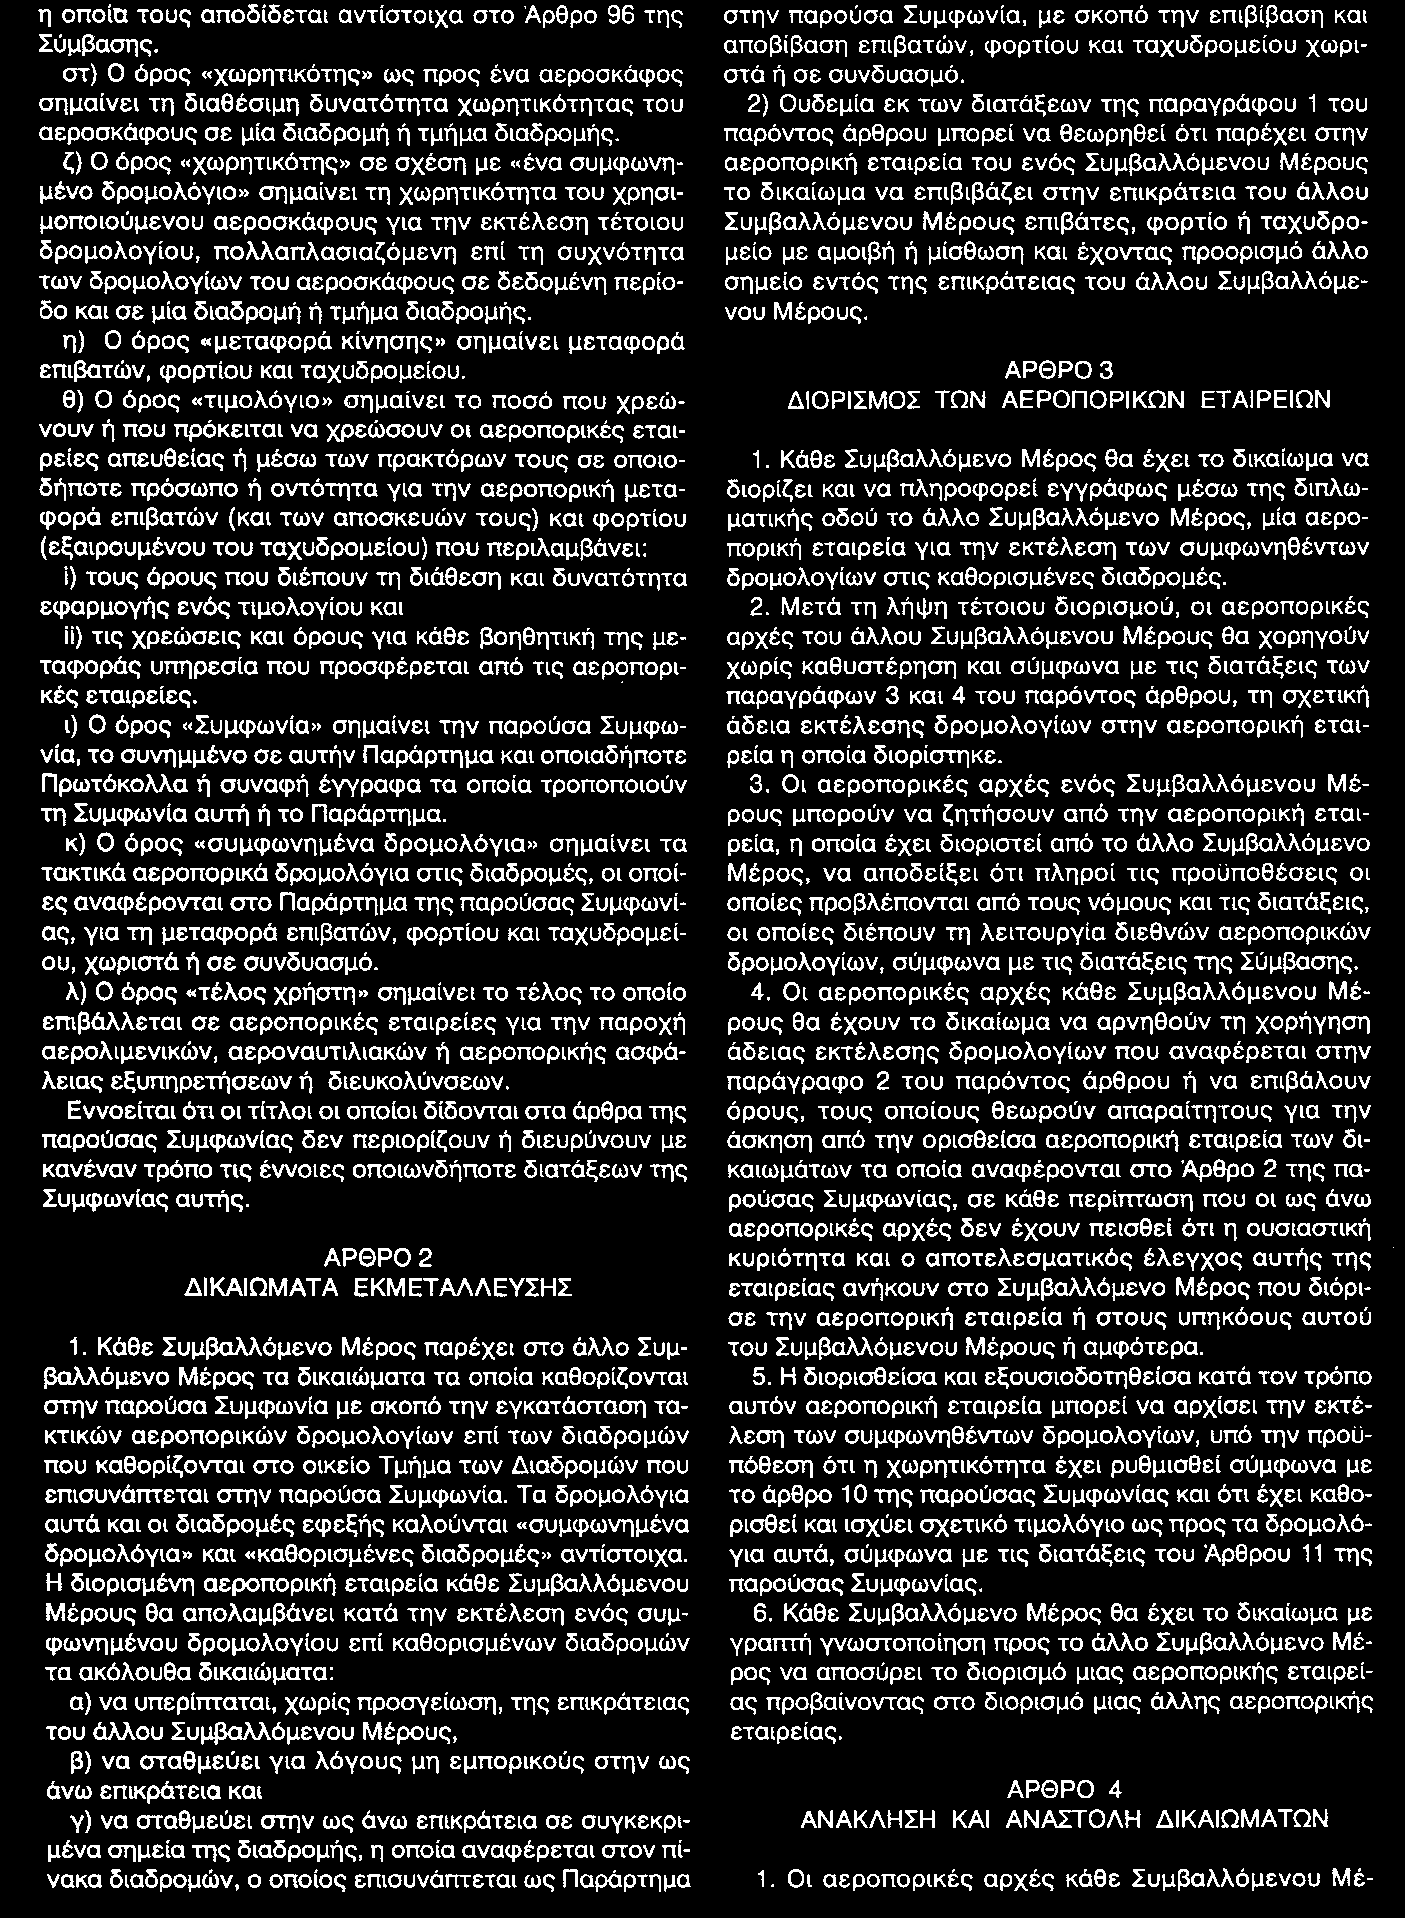 η οποία τους αποδίδεται αντίστοιχα στο Άρθρο 96 της
Σύμβασης.
στ) Ο όρος «χωρητικότης» ως προς ένα αεροσκάφος
σημαίνει τη διαθέσιμη δυνατότητα χωρητικότητας του
αεροσκάφους σε μία διαδρομή ή τμήμα διαδρομής.
ζ) Ο όρος «χωρητικότης» σε σχέση με «ένα συμφωνη-
μένο δρομολόγιο» σημαίνει τη χωρητικότητα του χρησι-
μοποιούμενου αεροσκάφους για την εκτέλεση τέτοιου
δρομολογίου, πολλαπλασιαζόμενη επί τη συχνότητα
των δρομολογίων του αεροσκάφους σε δεδομένη περίο-
δο και σε μία διαδρομή ή τμήμα διαδρομής.
η) Ο όρος «μεταφορά κίνησης» σημαίνει μεταφορά
επιβατών, φορτίου και ταχυδρομείου.
θ) Ο όρος «τιμολόγιο» σημαίνει το ποσό που χρεώ-
νουν ή που πρόκειται να χρεώσουν οι αεροπορικές εται-
ρείες απευθείας ή μέσω των πρακτόρων τους σε οποιο-
δήποτε πρόσωπο ή οντότητα για την αεροπορική μετα-
φορά επιβατών (και των αποσκευών τους) και φορτίου
(εξαιρουμένου του ταχυδρομείου) που περιλαμβάνει:
i) τους όρους που διέπουν τη διάθεση και δυνατότητα
εφαρμογής ενός τιμολογίου και
ii) τις χρεώσεις και όρους για κάθε βοηθητική της με-
ταφοράς υπηρεσία που προσφέρεται από τις αεροπορι-
κές εταιρείες.
ι) Ο όρος «Συμφωνία» σημαίνει την παρούσα Συμφω-
νία, το συνημμένο σε αυτήν Παράρτημα και οποιαδήποτε
Πρωτόκολλα ή συναφή έγγραφα τα οποία τροποποιούν
τη Συμφωνία αυτή ή το Παράρτημα.
κ) Ο όρος «συμφωνημένα δρομολόγια» σημαίνει τα
τακτικά αεροπορικά δρομολόγια στις διαδρομές, οι οποί-
ες αναφέρονται στο Παράρτημα της παρούσας Συμφωνί-
ας, για τη μεταφορά επιβατών, φορτίου και ταχυδρομεί-
ου, χωριστά ή σε συνδυασμό.
λ) Ο όρος «τέλος χρήστη» σημαίνει το τέλος το οποίο
επιβάλλεται σε αεροπορικές εταιρείες για την παροχή
αερολιμενικών, αεροναυτιλιακών ή αεροπορικής ασφά-
λειας εξυπηρετήσεων ή διευκολύνσεων.
Εννοείται ότι οι τίτλοι οι οποίοι δίδονται στα άρθρα της
παρούσας Συμφωνίας δεν περιορίζουν ή διευρύνουν με
κανέναν τρόπο τις έννοιες οποιωνδήποτε διατάξεων της
Συμφωνίας αυτής.
ΑΡΘΡΟ 2
ΔΙΚΑΙΩΜΑΤΑ ΕΚΜΕΤΑΛΛΕΥΣΗΣ
1. Κάθε Συμβαλλόμενο Μέρος παρέχει στο άλλο Συμ-
βαλλόμενο Μέρος τα δικαιώματα τα οποία καθορίζονται
στην παρούσα Συμφωνία με σκοπό την εγκατάσταση τα-
κτικών αεροπορικών δρομολογίων επί των διαδρομών
που καθορίζονται στο οικείο Τμήμα των Διαδρομών που
επισυνάπτεται στην παρούσα Συμφωνία. Τα δρομολόγια
αυτά και οι διαδρομές εφεξής καλούνται «συμφωνημένα
δρομολόγια» και «καθορισμένες διαδρομές» αντίστοιχα.
Η διορισμένη αεροπορική εταιρεία κάθε Συμβαλλόμενου
Μέρους θα απολαμβάνει κατά την εκτέλεση ενός συμ-
φωνημένου δρομολογίου επί καθορισμένων διαδρομών
τα ακόλουθα δικαιώματα:
α) να υπερίπταται, χωρίς προσγείωση, της επικράτειας
του άλλου Συμβαλλόμενου Μέρους,
β) να σταθμεύει για λόγους μη εμπορικούς στην ως
άνω επικράτεια και
γ) να σταθμεύει στην ως άνω επικράτεια σε συγκεκρι-
μένα σημεία της διαδρομής, η οποία αναφέρεται στον πί-
νακα διαδρομών, ο οποίος επισυνάπτεται ως Παράρτημα
στην παρούσα Συμφωνία, με σκοπό την επιβίβαση και
αποβίβαση επιβατών, φορτίου και ταχυδρομείου χωρι-
στά ή σε συνδυασμό.
2) Ουδεμία εκ των διατάξεων της παραγράφου 1 του
παρόντος άρθρου μπορεί να θεωρηθεί ότι παρέχει στην
αεροπορική εταιρεία του ενός Συμβαλλόμενου Μέρους
το δικαίωμα να επιβιβάζει στην επικράτεια του άλλου
Συμβαλλόμενου Μέρους επιβάτες, φορτίο ή ταχυδρο-
μείο με αμοιβή ή μίσθωση και έχοντας προορισμό άλλο
σημείο εντός της επικράτειας του άλλου Συμβαλλόμε-
νου Μέρους.
ΑΡΘΡΟ 3
ΔΙΟΡΙΣΜΟΣ ΤΩΝ ΑΕΡΟΠΟΡΙΚΩΝ ΕΤΑΙΡΕΙΩΝ
1. Κάθε Συμβαλλόμενο Μέρος θα έχει το δικαίωμα να
διορίζει και να πληροφορεί εγγράφως μέσω της διπλω-
ματικής οδού το άλλο Συμβαλλόμενο Μέρος, μία αερο-
πορική εταιρεία για την εκτέλεση των συμφωνηθέντων
δρομολογίων στις καθορισμένες διαδρομές.
2. Μετά τη λήψη τέτοιου διορισμού, οι αεροπορικές
αρχές του άλλου Συμβαλλόμενου Μέρους θα χορηγούν
χωρίς καθυστέρηση και σύμφωνα με τις διατάξεις των
παραγράφων 3 και 4 του παρόντος άρθρου, τη σχετική
άδεια εκτέλεσης δρομολογίων στην αεροπορική εται-
ρεία η οποία διορίστηκε.
3. Οι αεροπορικές αρχές ενός Συμβαλλόμενου Μέ-
ρους μπορούν να ζητήσουν από την αεροπορική εται-
ρεία, η οποία έχει διοριστεί από το άλλο Συμβαλλόμενο
Μέρος, να αποδείξει ότι πληροί τις προϋποθέσεις οι
οποίες προβλέπονται από τους νόμους και τις διατάξεις,
οι οποίες διέπουν τη λειτουργία διεθνών αεροπορικών
δρομολογίων, σύμφωνα με τις διατάξεις της Σύμβασης.
4. Οι αεροπορικές αρχές κάθε Συμβαλλόμενου Μέ-
ρους θα έχουν το δικαίωμα να αρνηθούν τη χορήγηση
άδειας εκτέλεσης δρομολογίων που αναφέρεται στην
παράγραφο 2 του παρόντος άρθρου ή να επιβάλουν
όρους, τους οποίους θεωρούν απαραίτητους για την
άσκηση από την ορισθείσα αεροπορική εταιρεία των δι-
καιωμάτων τα οποία αναφέρονται στο Άρθρο 2 της πα-
ρούσας Συμφωνίας, σε κάθε περίπτωση που οι ως άνω
αεροπορικές αρχές δεν έχουν πεισθεί ότι η ουσιαστική
κυριότητα και ο αποτελεσματικός έλεγχος αυτής της
εταιρείας ανήκουν στο Συμβαλλόμενο Μέρος που διόρι-
σε την αεροπορική εταιρεία ή στους υπηκόους αυτού
του Συμβαλλόμενου Μέρους ή αμφότερα.
5. Η διορισθείσα και εξουσιοδοτηθείσα κατά τον τρόπο
αυτόν αεροπορική εταιρεία μπορεί να αρχίσει την εκτέ-
λεση των συμφωνηθέντων δρομολογίων, υπό την προϋ-
πόθεση ότι η χωρητικότητα έχει ρυθμισθεί σύμφωνα με
το άρθρο 10 της παρούσας Συμφωνίας και ότι έχει καθο-
ρισθεί και ισχύει σχετικό τιμολόγιο ως προς τα δρομολό-
για αυτά, σύμφωνα με τις διατάξεις του Άρθρου 11 της
παρούσας Συμφωνίας.
6. Κάθε Συμβαλλόμενο Μέρος θα έχει το δικαίωμα με
γραπτή γνωστοποίηση προς το άλλο Συμβαλλόμενο Μέ-
ρος να αποσύρει το διορισμό μιας αεροπορικής εταιρεί-
ας προβαίνοντας στο διορισμό μιας άλλης αεροπορικής
εταιρείας.
ΑΡΘΡΟ 4
ΑΝΑΚΛΗΣΗ ΚΑΙ ΑΝΑΣΤΟΛΗ ΔΙΚΑΙΩΜΑΤΩΝ
1. Οι αεροπορικές αρχές κάθε Συμβαλλόμενου Μέ-